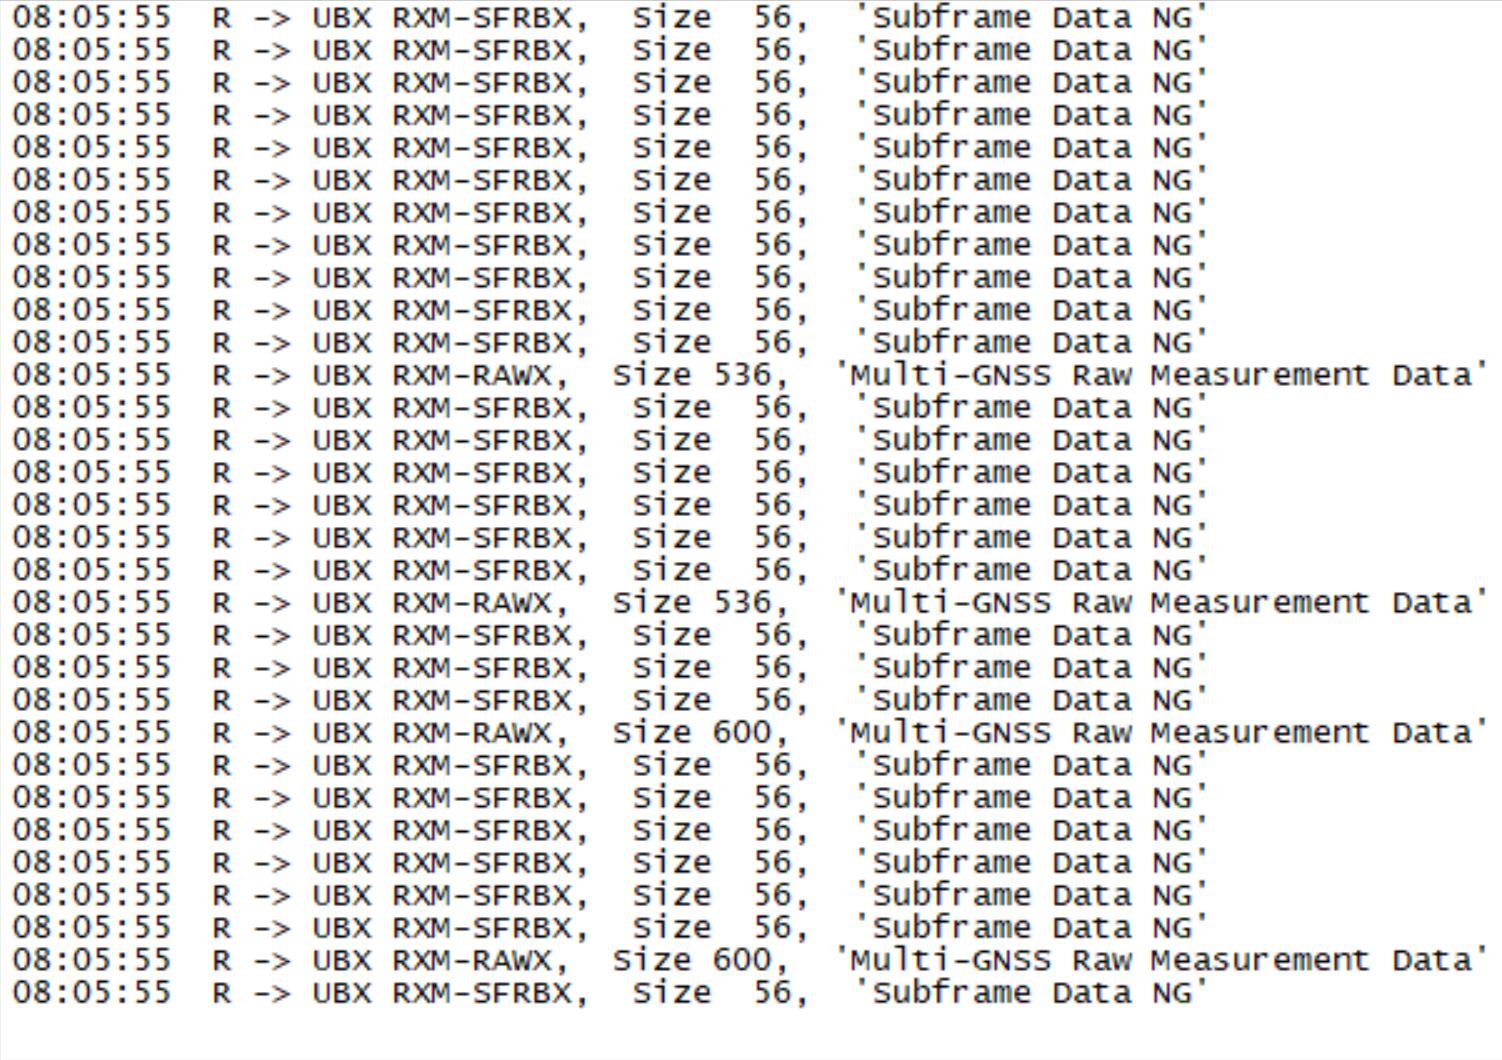 08:05:55  R -> UBX RXM-SFRBX,  Size  56,  'Subframe Data NG'
08:05:55  R -> UBX RXM-SFRBX,  Size  56,  'Subframe Data NG'
08:05:55  R -> UBX RXM-SFRBX,  Size  56,  'Subframe Data NG'
08:05:55  R -> UBX RXM-SFRBX,  Size  56,  'Subframe Data NG'
08:05:55  R -> UBX RXM-SFRBX,  Size  56,  'Subframe Data NG'
08:05:55  R -> UBX RXM-SFRBX,  Size  56,  'Subframe Data NG'
08:05:55  R -> UBX RXM-SFRBX,  Size  56,  'Subframe Data NG'
08:05:55  R -> UBX RXM-SFRBX,  Size  56,  'Subframe Data NG'
08:05:55  R -> UBX RXM-SFRBX,  Size  56,  'Subframe Data NG'
08:05:55  R -> UBX RXM-SFRBX,  Size  56,  'Subframe Data NG'
08:05:55  R -> UBX RXM-SFRBX,  Size  56,  'Subframe Data NG'
08:05:55  R -> UBX RXM-RAWX,  Size 536,  'Multi-GNSS Raw Measurement Data'
08:05:55  R -> UBX RXM-SFRBX,  Size  56,  'Subframe Data NG'
08:05:55  R -> UBX RXM-SFRBX,  Size  56,  'Subframe Data NG'
08:05:55  R -> UBX RXM-SFRBX,  Size  56,  'Subframe Data NG'
08:05:55  R -> UBX RXM-SFRBX,  Size  56,  'Subframe Data NG'
08:05:55  R -> UBX RXM-SFRBX,  Size  56,  'Subframe Data NG'
08:05:55  R -> UBX RXM-SFRBX,  Size  56,  'Subframe Data NG'
08:05:55  R -> UBX RXM-RAWX,  Size 536,  'Multi-GNSS Raw Measurement Data'
08:05:55  R -> UBX RXM-SFRBX,  Size  56,  'Subframe Data NG'
08:05:55  R -> UBX RXM-SFRBX,  Size  56,  'Subframe Data NG'
08:05:55  R -> UBX RXM-SFRBX,  Size  56,  'Subframe Data NG'
08:05:55  R -> UBX RXM-RAWX,  Size 600,  'Multi-GNSS Raw Measurement Data'
08:05:55  R -> UBX RXM-SFRBX,  Size  56,  'Subframe Data NG'
08:05:55  R -> UBX RXM-SFRBX,  Size  56,  'Subframe Data NG'
08:05:55  R -> UBX RXM-SFRBX,  Size  56,  'Subframe Data NG'
08:05:55  R -> UBX RXM-SFRBX,  Size  56,  'Subframe Data NG'
08:05:55  R -> UBX RXM-SFRBX,  Size  56,  'Subframe Data NG'
08:05:55  R -> UBX RXM-SFRBX,  Size  56,  'Subframe Data NG'
08:05:55  R -> UBX RXM-RAWX,  Size 600,  'Multi-GNSS Raw Measurement Data'
08:05:55  R -> UBX RXM-SFRBX,  Size  56,  'Subframe Data NG'